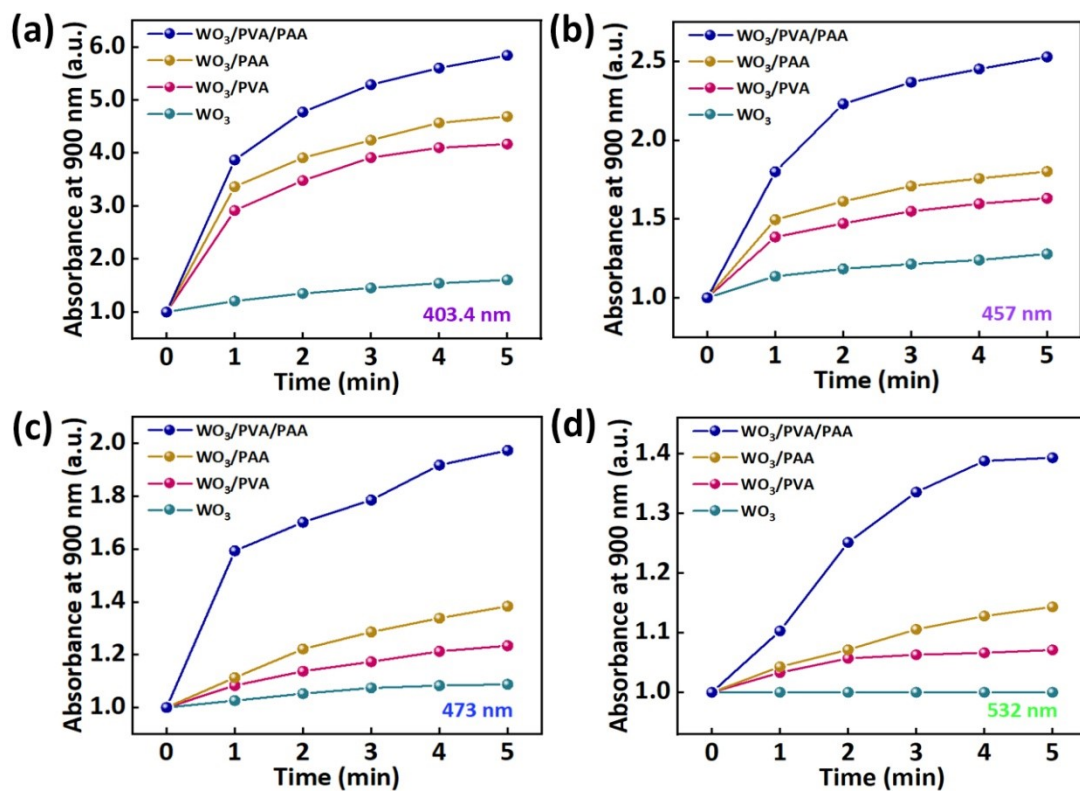 (a)
Absorbance at 900 nm (a.u.)
6.0
5.0
4.0
3.0
2.0
1.0
WO₃/PVA/PAA
WO₃/PAA
WO₃/PVA
WO₃
403.4 nm
0 1 2 3 4 5
Time (min)
(b)
Absorbance at 900 nm (a.u.)
2.5
2.0
1.5
1.0
WO₃/PVA/PAA
WO₃/PAA
WO₃/PVA
WO₃
457 nm
0 1 2 3 4 5
Time (min)
(c)
Absorbance at 900 nm (a.u.)
2.0
1.8
1.6
1.4
1.2
1.0
WO₃/PVA/PAA
WO₃/PAA
WO₃/PVA
WO₃
473 nm
0 1 2 3 4 5
Time (min)
(d)
Absorbance at 900 nm (a.u.)
1.4
1.3
1.2
1.1
1.0
WO₃/PVA/PAA
WO₃/PAA
WO₃/PVA
WO₃
532 nm
0 1 2 3 4 5
Time (min)